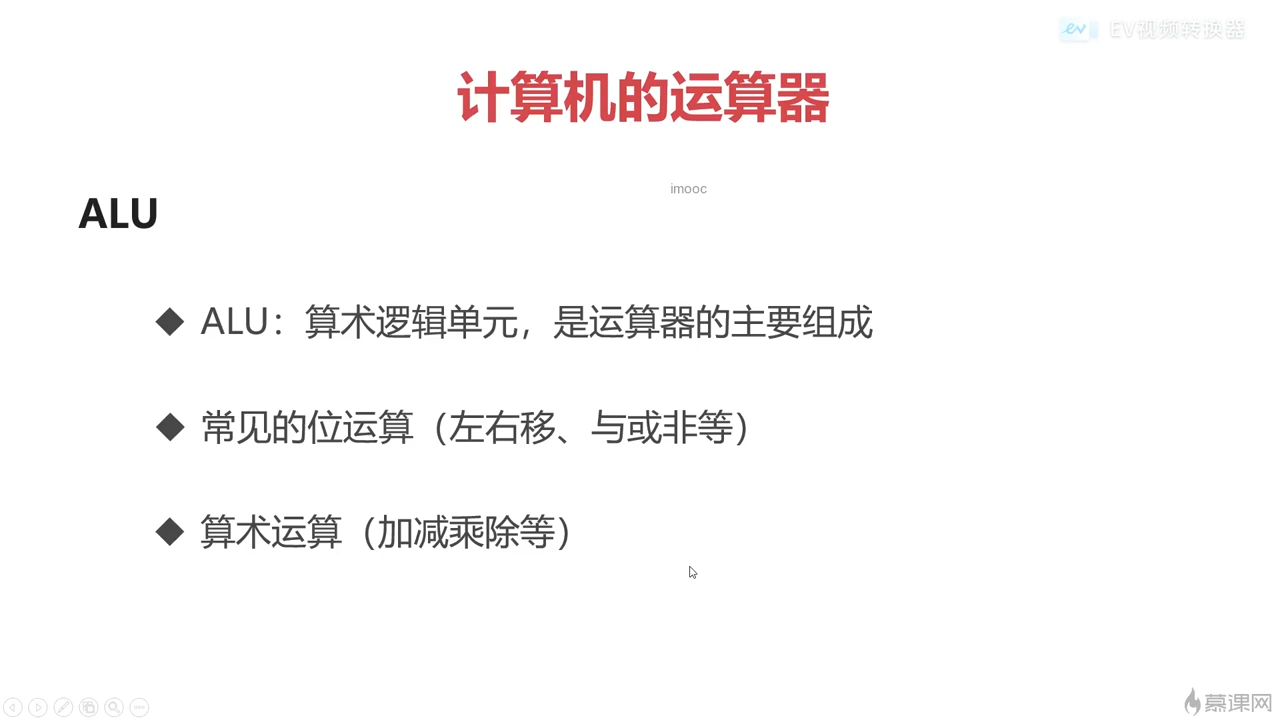 EV视频转换器
计算机的运算器
imooc
ALU
◆ ALU：算术逻辑单元，是运算器的主要组成
◆ 常见的位运算（左右移、与或非等）
◆ 算术运算（加减乘除等）
慕课网